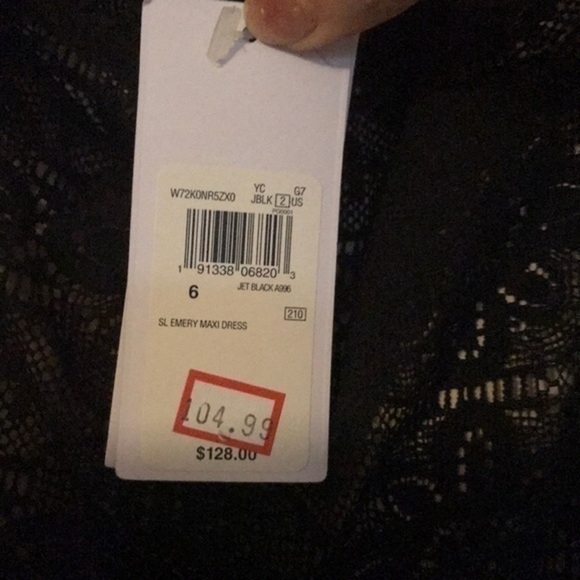 W72K0NR5ZX0 YC G7
JBLK 2 US
1 91338 06820 3
6 JET BLACK A996
210
SL EMERY MAXI DRESS
104.99
$128.00